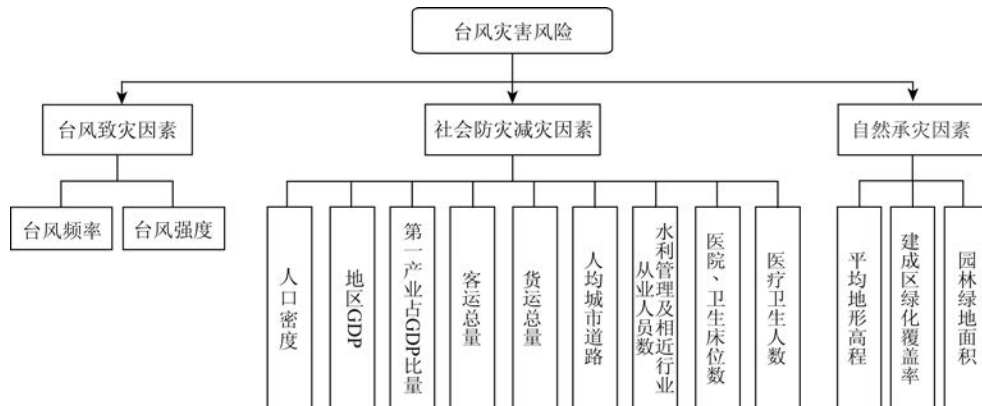 台风灾害风险
台风致灾因素
社会防灾减灾因素
自然承灾因素
台风频率
台风强度
人口密度
地区GDP
第一产业占GDP比量
客运总量
货运总量
人均城市道路
水利管理及相近行业
从业人员数
医院、卫生床位数
医疗卫生人数
平均地形高程
建成区绿化覆盖率
园林绿地面积